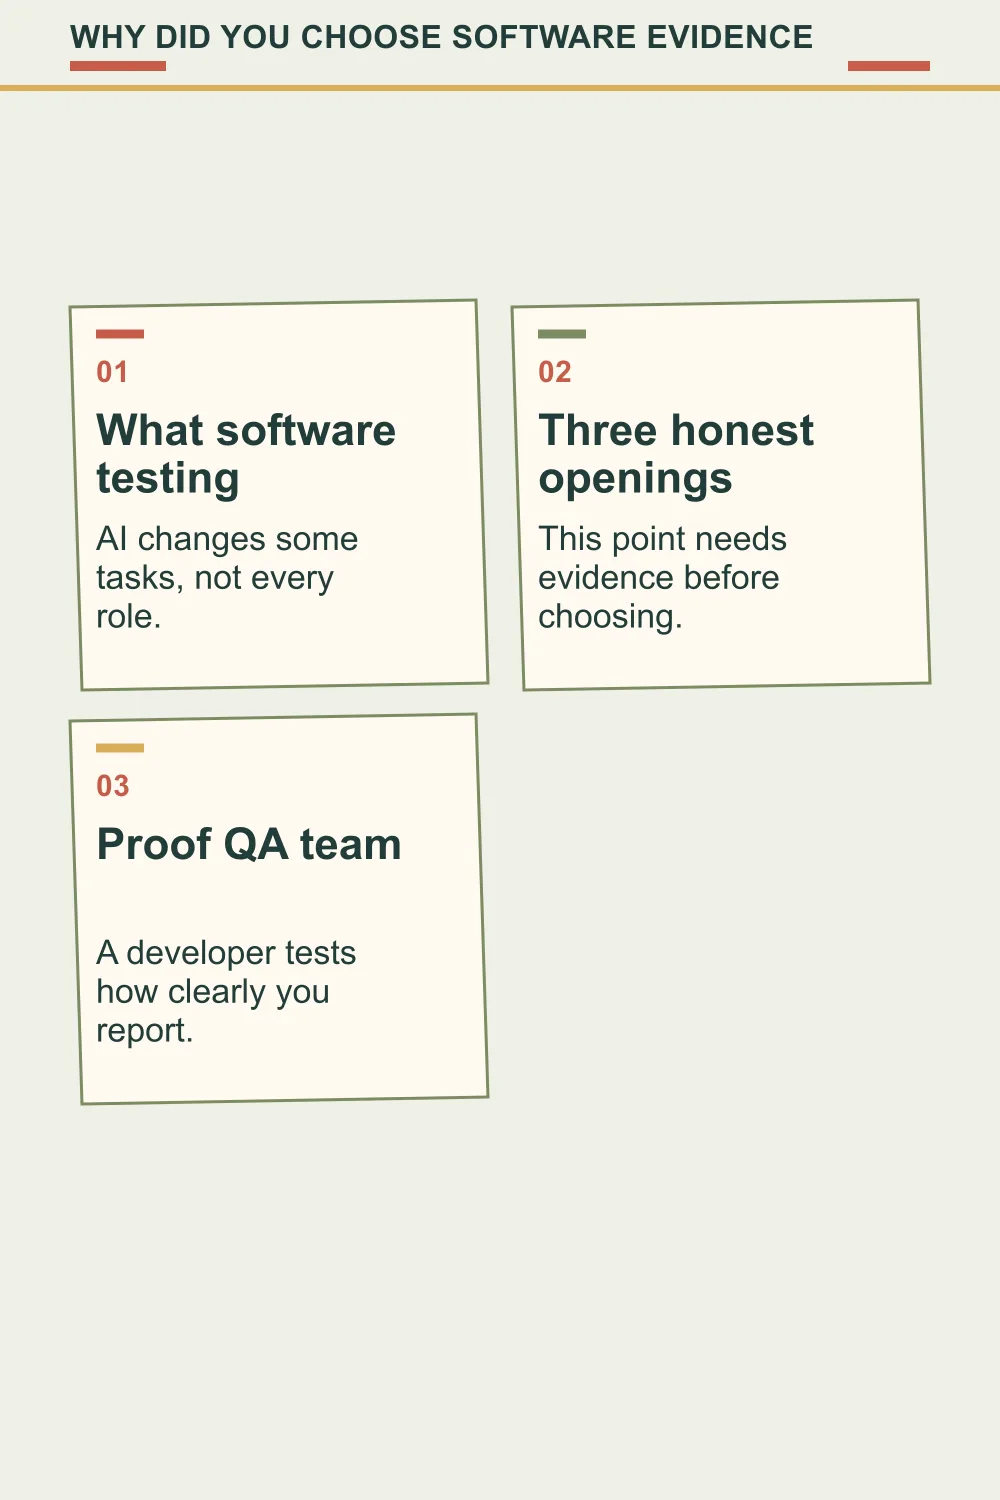 WHY DID YOU CHOOSE SOFTWARE EVIDENCE
01
What software
testing
AI changes some
tasks, not every
role.
02
Three honest
openings
This point needs
evidence before
choosing.
03
Proof QA team
A developer tests
how clearly you
report.